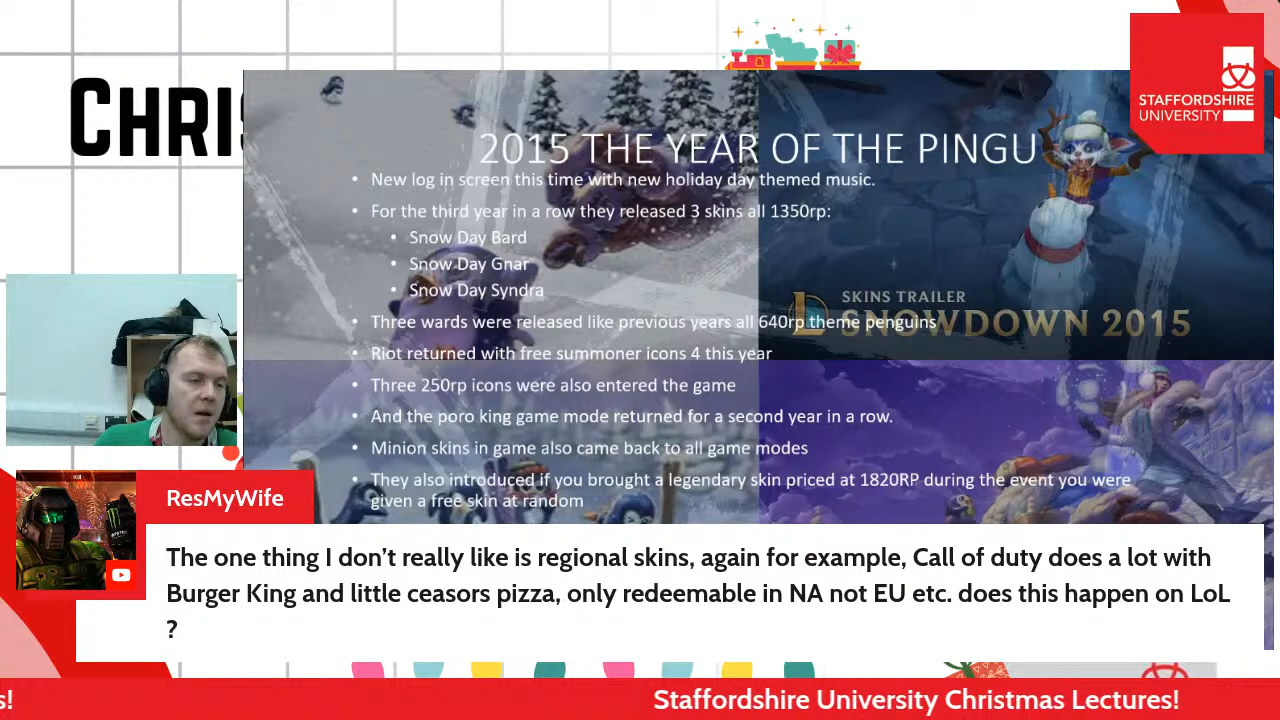 CHRIS
STAFFORDSHIRE
UNIVERSITY
2015 THE YEAR OF THE PINGU
• New log in screen this time with new holiday day themed music.
• For the third year in a row they released 3 skins all 1350rp:
• Snow Day Bard
• Snow Day Gnar
• Snow Day Syndra
• Three wards were released like previous years all 640rp theme penguins
• Riot returned with free summoner icons 4 this year
• Three 250rp icons were also entered the game
• And the poro king game mode returned for a second year in a row.
• Minion skins in game also came back to all game modes
• They also introduced if you brought a legendary skin priced at 1820RP during the event you were
given a free skin at random
SKINS TRAILER
SNOWDOWN 2015
ResMyWife
The one thing I don't really like is regional skins, again for example, Call of duty does a lot with
Burger King and little ceasors pizza, only redeemable in NA not EU etc. does this happen on LoL
?
s! Staffordshire University Christmas Lectures!